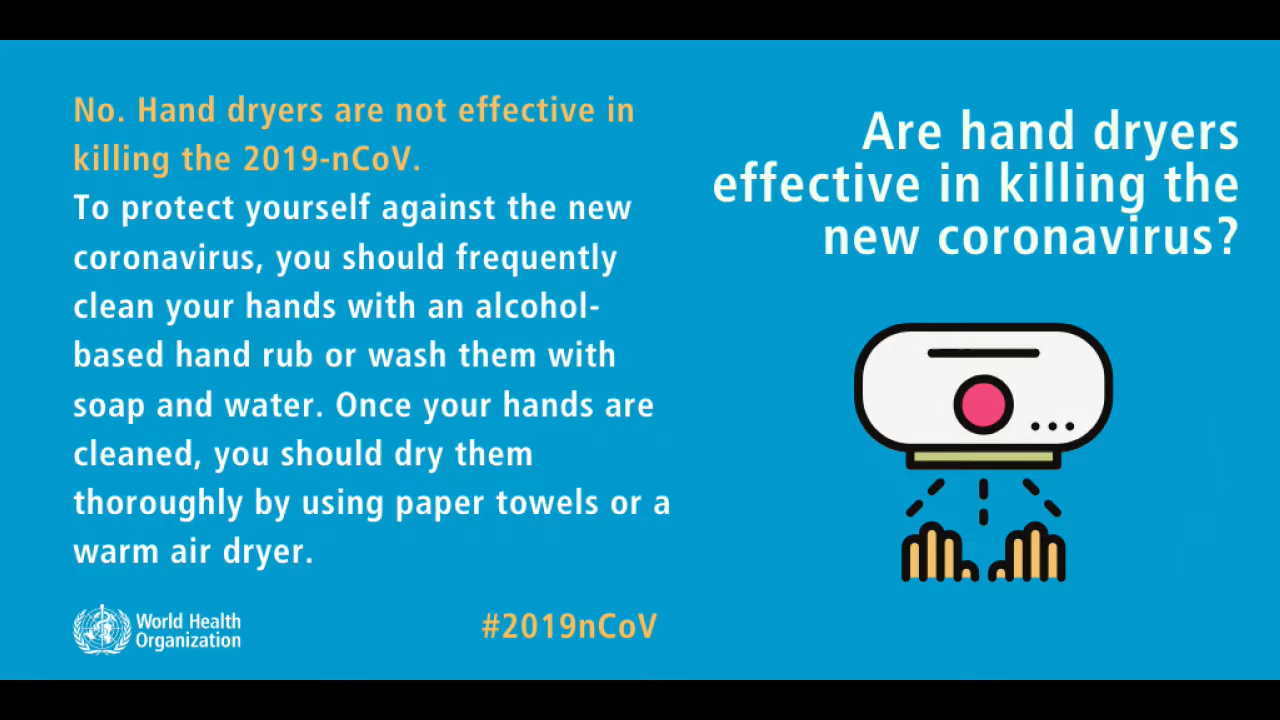 No. Hand dryers are not effective in
killing the 2019-nCoV.
To protect yourself against the new
coronavirus, you should frequently
clean your hands with an alcohol-
based hand rub or wash them with
soap and water. Once your hands are
cleaned, you should dry them
thoroughly by using paper towels or a
warm air dryer.
World Health
Organization
#2019nCoV
Are hand dryers
effective in killing the
new coronavirus?